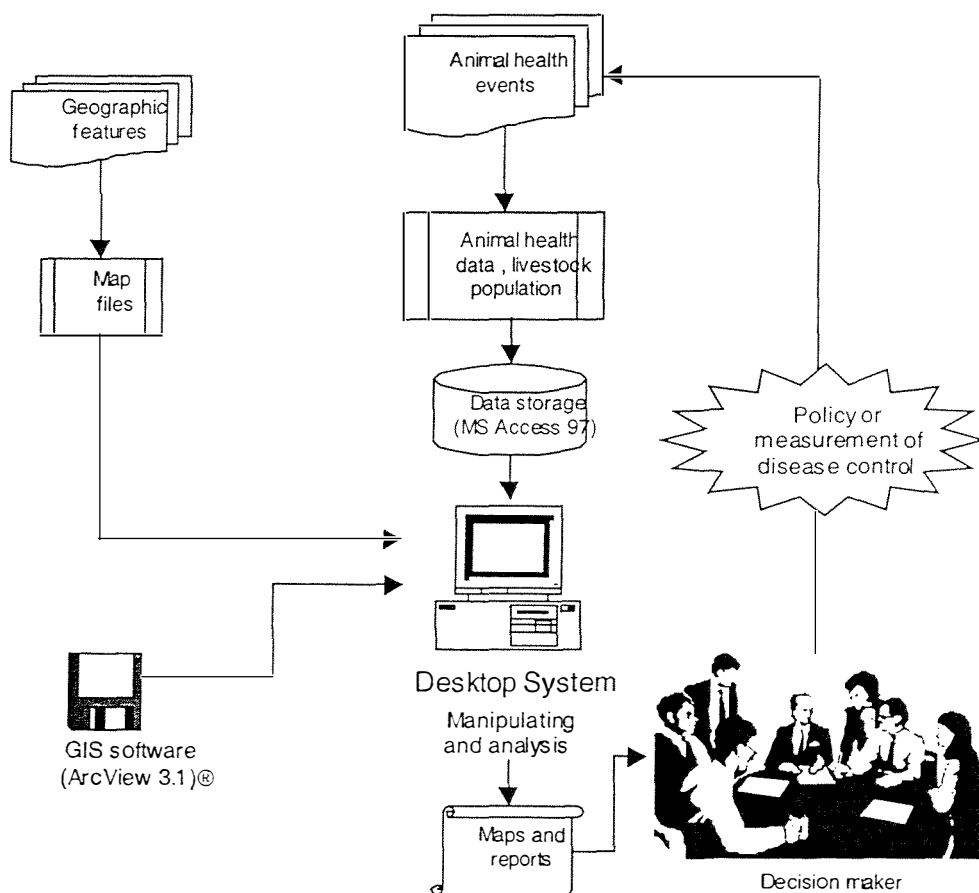 Geographic
features
Animal health
events
Map
files
Animal health
data , livestock
population
Data storage
(MS Access 97)
Policy or
measurement of
disease control
Desktop System
Manipulating
and analysis
GIS software
(ArcView 3.1)®
Maps and
reports
Decision maker